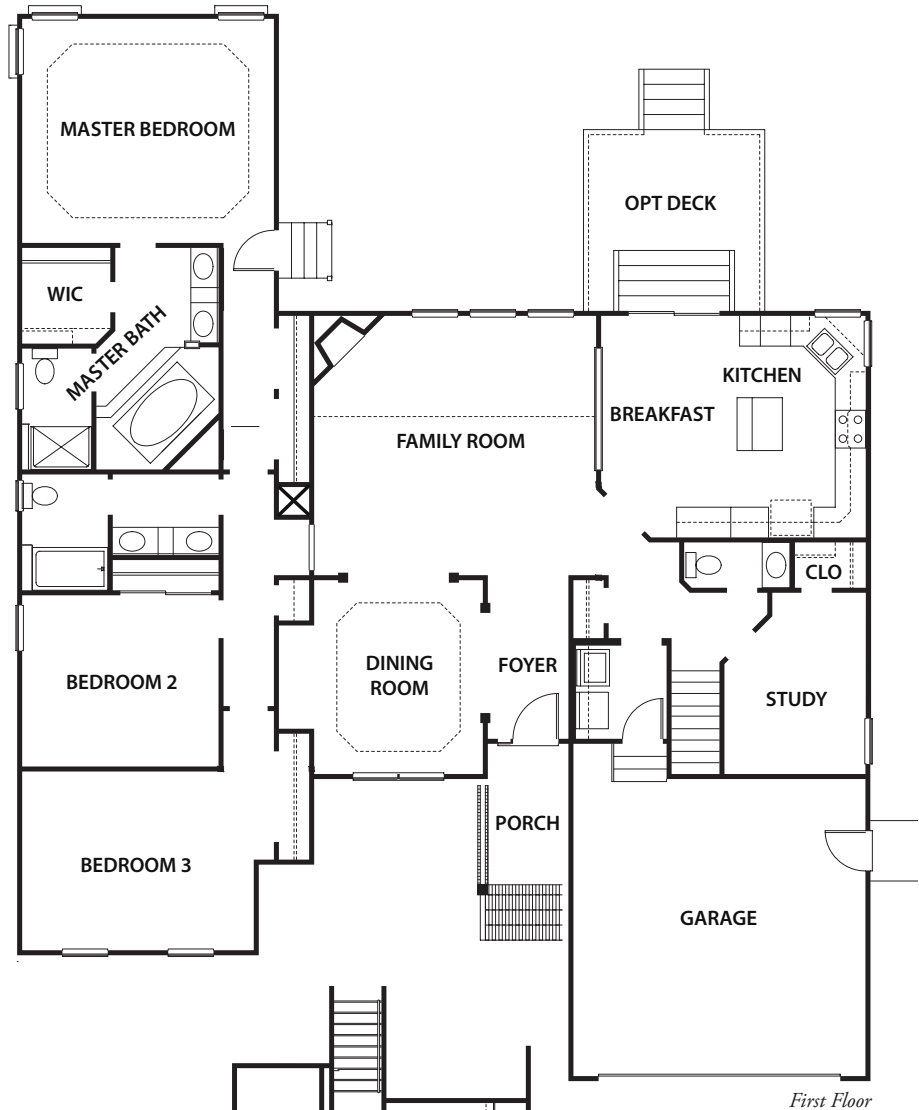 MASTER BEDROOM
OPT DECK
WIC
MASTER BATH
KITCHEN
BREAKFAST
FAMILY ROOM
CLO
DINING
ROOM
FOYER
BEDROOM 2
STUDY
PORCH
BEDROOM 3
GARAGE
First Floor